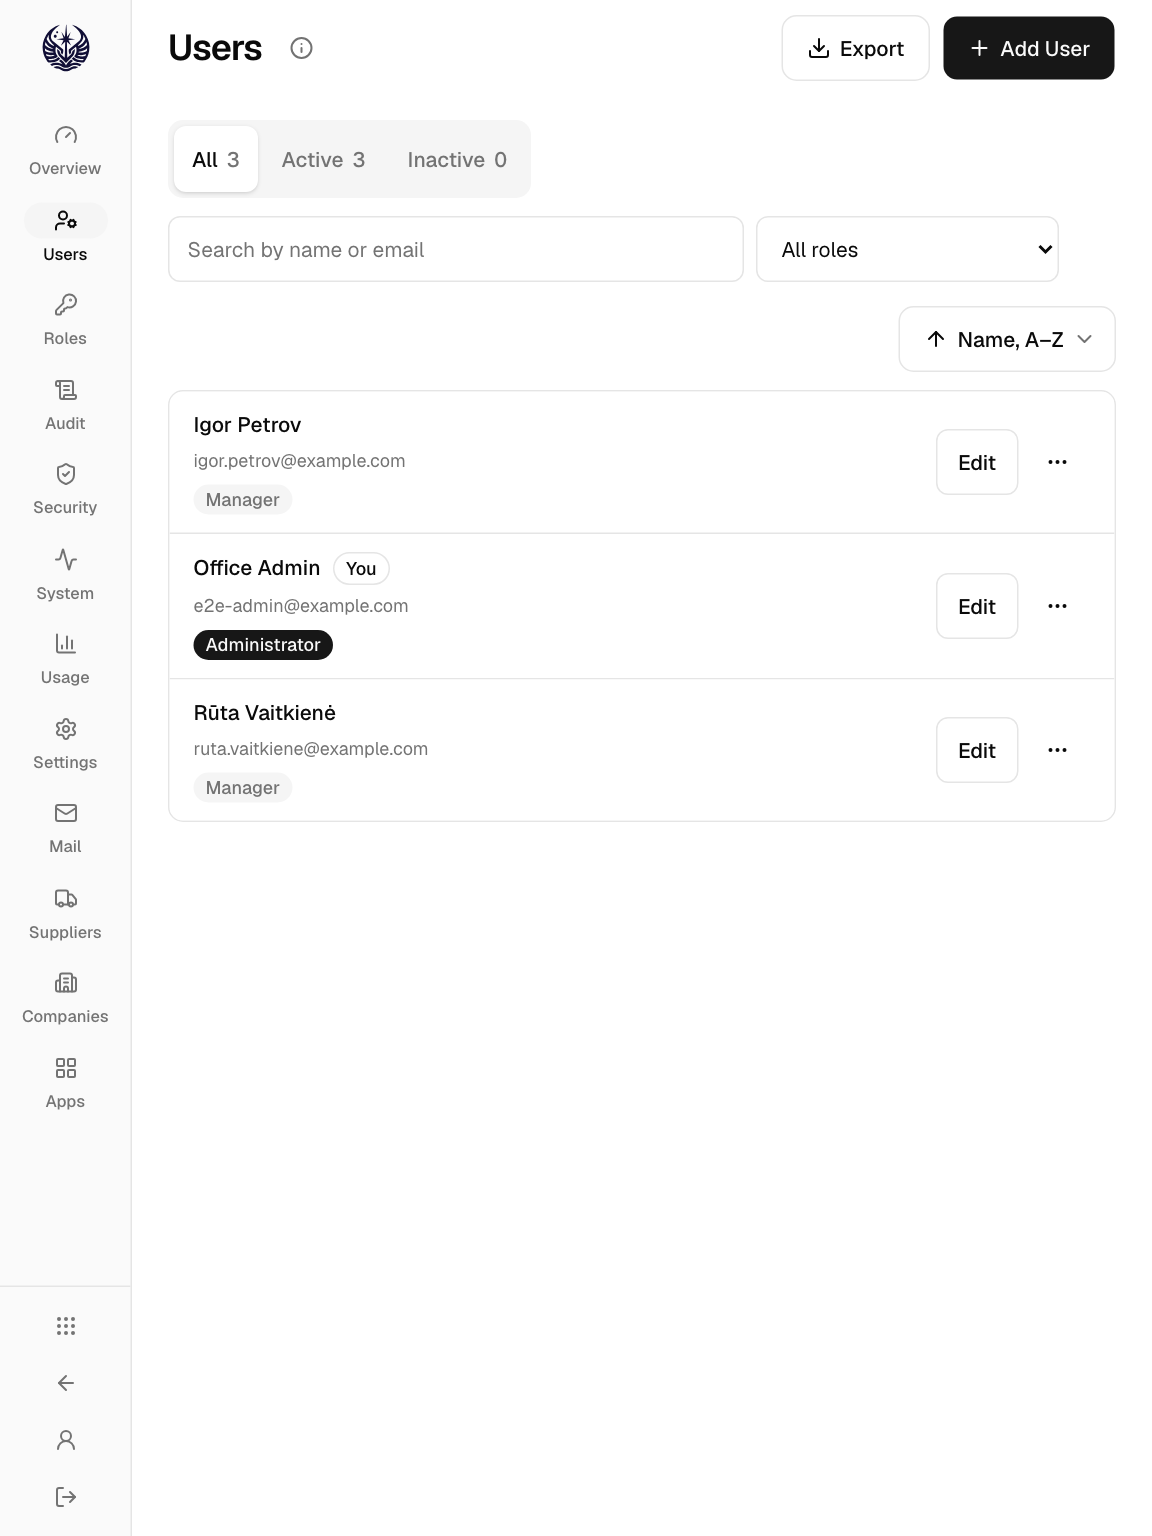 Users
Export
Add User
Overview
Users
Roles
Audit
Security
System
Usage
Settings
Mail
Suppliers
Companies
Apps
All 3
Active 3
Inactive 0
Search by name or email
All roles
Name, A–Z
Igor Petrov
igor.petrov@example.com
Manager
Edit
Office Admin You
e2e-admin@example.com
Administrator
Edit
Rūta Vaitkienė
ruta.vaitkiene@example.com
Manager
Edit